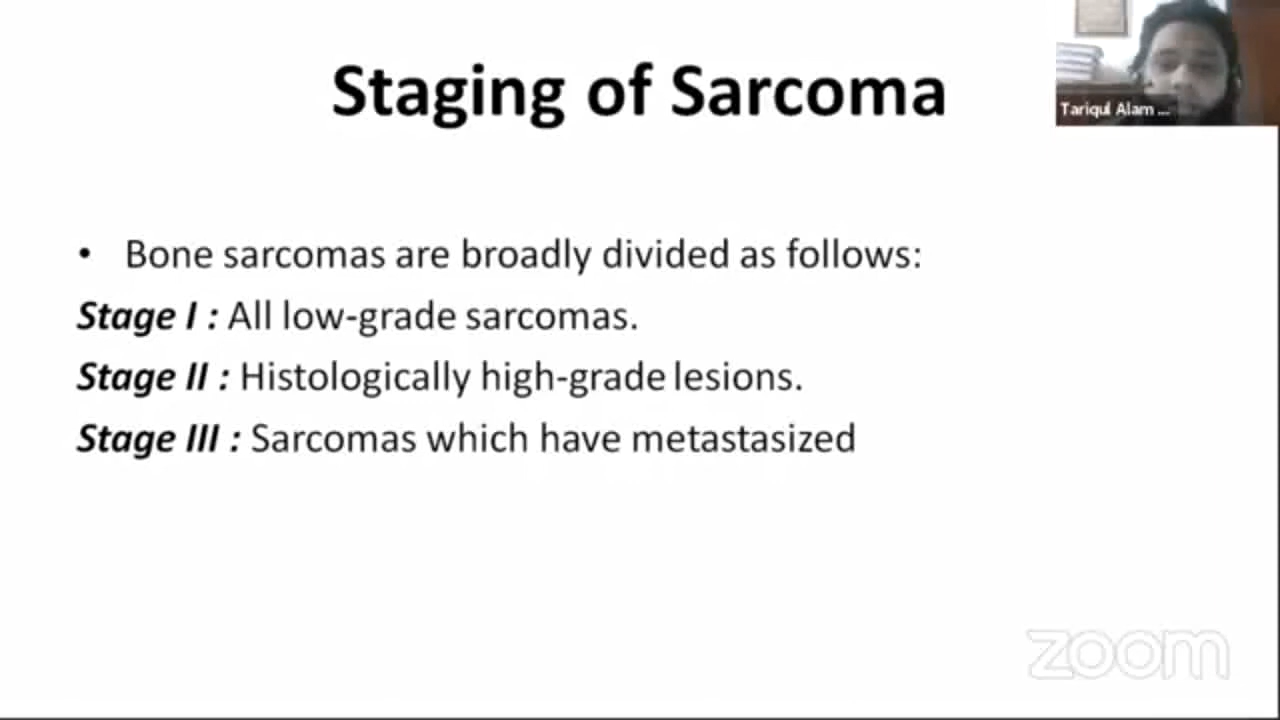 Staging of Sarcoma
Tariqul Alam ...
• Bone sarcomas are broadly divided as follows:
Stage I : All low-grade sarcomas.
Stage II : Histologically high-grade lesions.
Stage III : Sarcomas which have metastasized
zoom